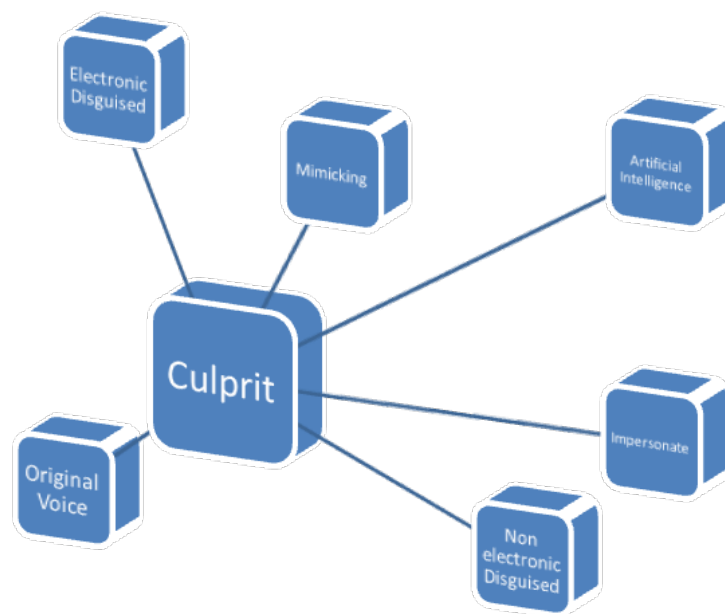 Electronic
Disguised
Mimicking
Artificial
Intelligence
Culprit
Impersonate
Original
Voice
Non
electronic
Disguised